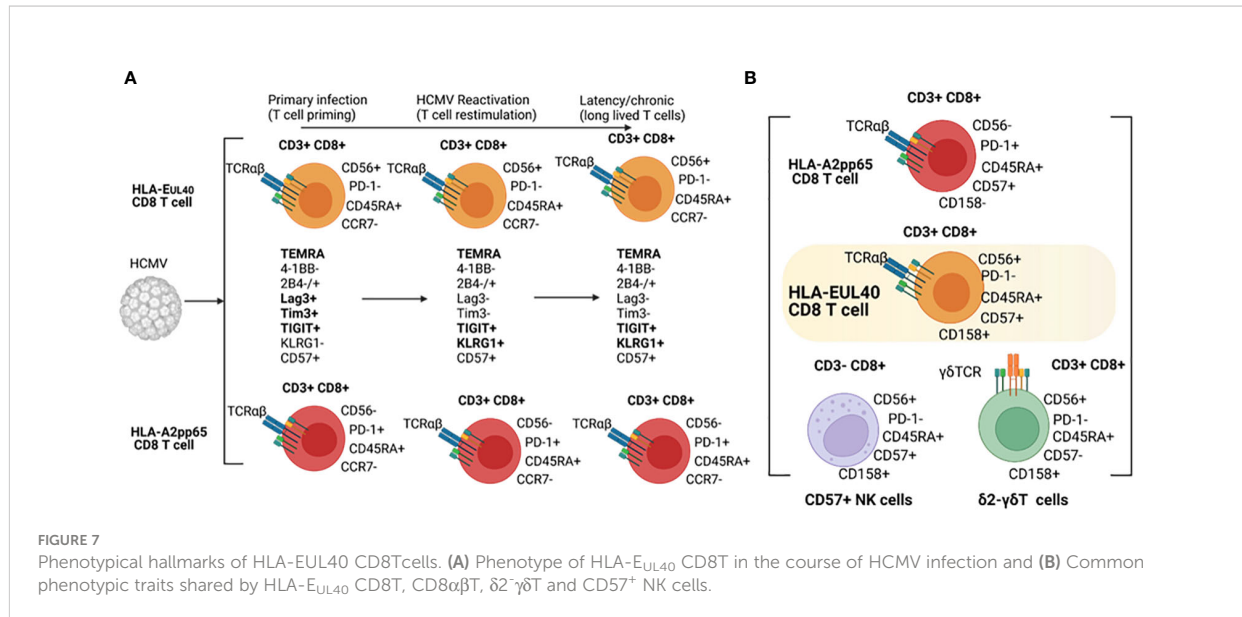 A
Primary infection
(T cell priming)
HCMV Reactivation
(T cell restimulation)
Latency/chronic
(long lived T cells)
HLA-EUL40
CD8 T cell
CD3+ CD8+
TCRαβ
CD56+
PD-1-
CD45RA+
CCR7-
CD3+ CD8+
TCRαβ
CD56+
PD-1-
CD45RA+
CCR7-
CD3+ CD8+
TCRαβ
CD56+
PD-1-
CD45RA+
CCR7-
HCMV
TEMRA
4-1BB-
2B4-/+
Lag3+
Tim3+
TIGIT+
KLRG1-
CD57+
TEMRA
4-1BB-
2B4-/+
Lag3-
Tim3-
TIGIT+
KLRG1+
CD57+
TEMRA
4-1BB-
2B4-/+
Lag3-
Tim3-
TIGIT+
KLRG1+
CD57+
HLA-A2pp65
CD8 T cell
CD3+ CD8+
TCRαβ
CD56-
PD-1+
CD45RA+
CCR7-
CD3+ CD8+
TCRαβ
CD56-
PD-1+
CD45RA+
CCR7-
CD3+ CD8+
TCRαβ
CD56-
PD-1+
CD45RA+
CCR7-
B
CD3+ CD8+
TCRαβ
HLA-A2pp65
CD8 T cell
CD56-
PD-1+
CD45RA+
CD57+
CD158-
CD3+ CD8+
TCRαβ
HLA-EUL40
CD8 T cell
CD56+
PD-1-
CD45RA+
CD57+
CD158+
CD3- CD8+
CD56+
PD-1-
CD45RA+
CD57+
CD158+
CD57+ NK cells
γδTCR
CD3+ CD8+
CD56+
PD-1-
CD45RA+
CD57-
CD158+
δ2-γδT cells
FIGURE 7
Phenotypical hallmarks of HLA-EUL40 CD8Tcells. (A) Phenotype of HLA-EUL40 CD8T in the course of HCMV infection and (B) Common
phenotypic traits shared by HLA-EUL40 CD8T, CD8αβT, δ2⁻γδT and CD57⁺ NK cells.